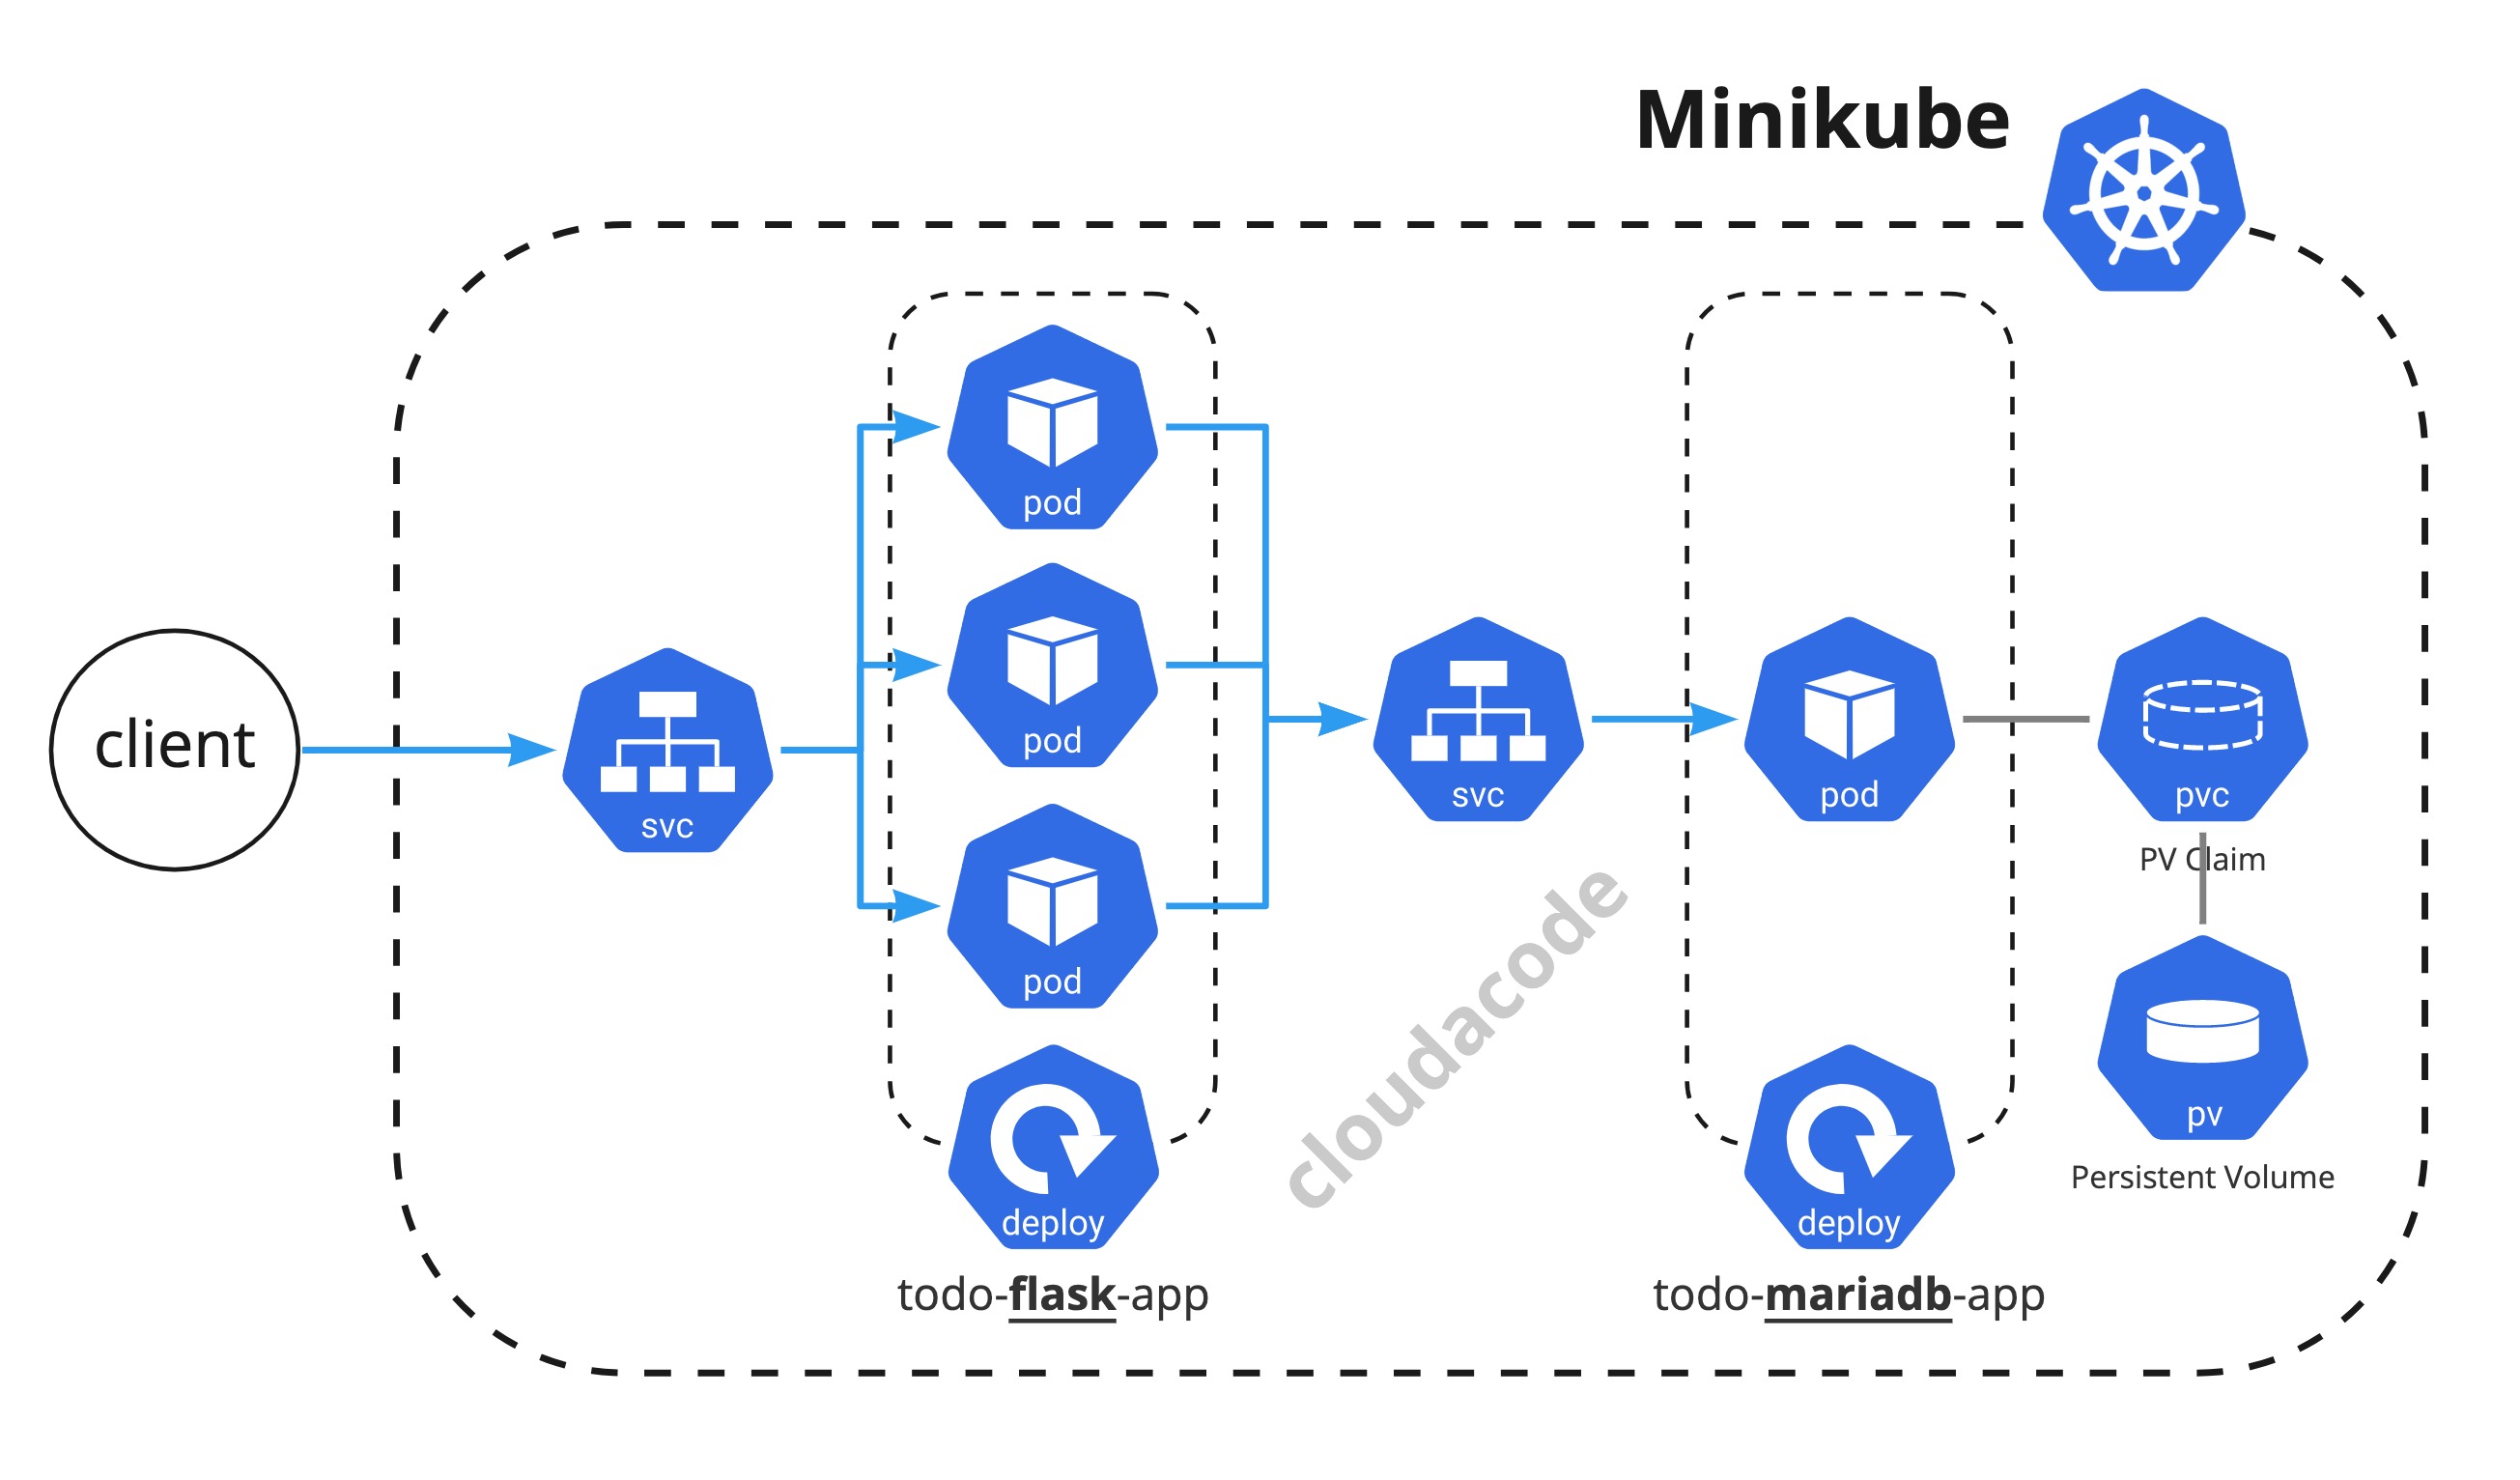 Minikube
client
svc
pod
pod
pod
deploy
todo-flask-app
svc
pod
deploy
todo-mariadb-app
pvc
PV Claim
pv
Persistent Volume
cloudacode